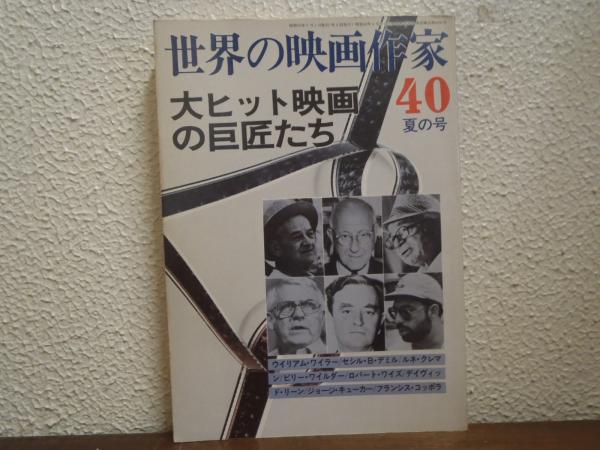 世界の映画作家
40
夏の号
大ヒット映画
の巨匠たち
ウイリアム・ワイラー/セシル・B・デミル/ルネ・クレマ
ン/ビリー・ワイルダー/ロバート・ワイズ/デイヴィッ
ド・リーン/ジョージ・キューカー/フランシス・コッポラ